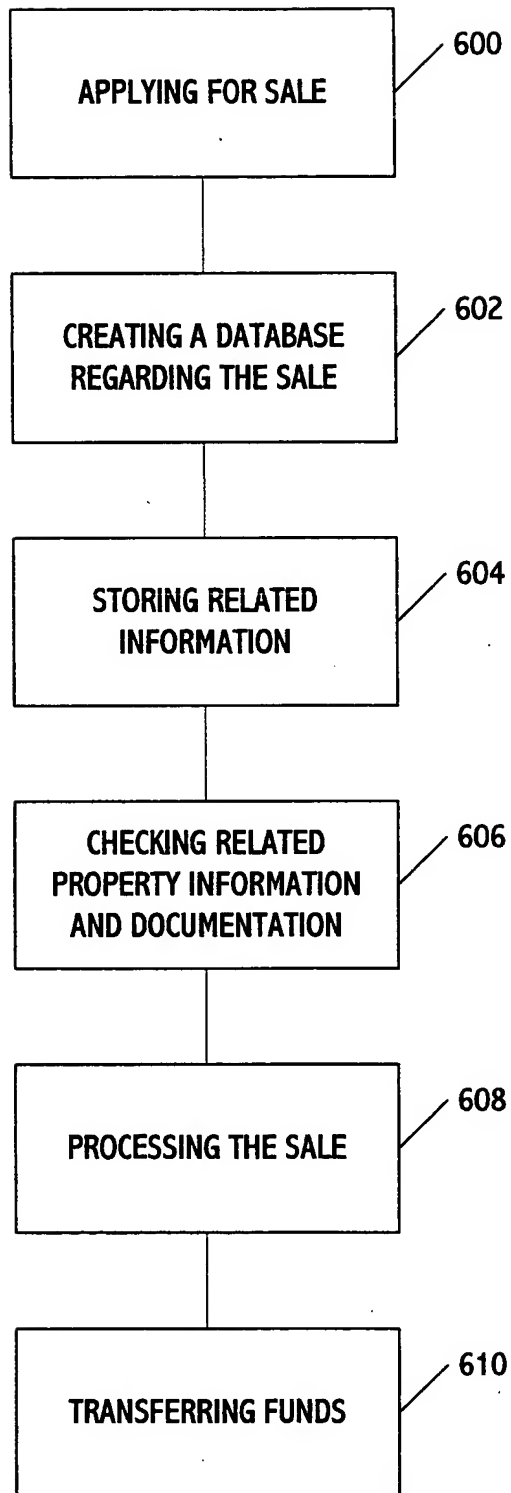 600
APPLYING FOR SALE
602
CREATING A DATABASE
REGARDING THE SALE
604
STORING RELATED
INFORMATION
606
CHECKING RELATED
PROPERTY INFORMATION
AND DOCUMENTATION
608
PROCESSING THE SALE
610
TRANSFERRING FUNDS